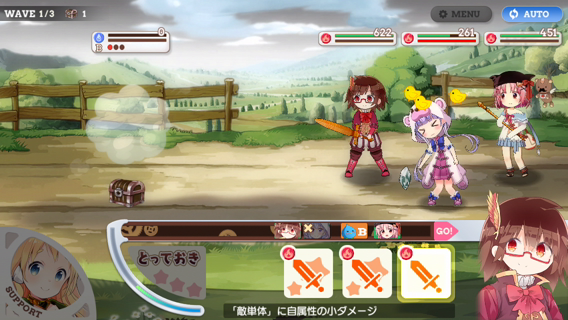 WAVE 1/3 1
MENU
AUTO
0
B
622
261
451
B
GO!
とっておき
SUPPORT
「敵単体」に自属性の小ダメージ